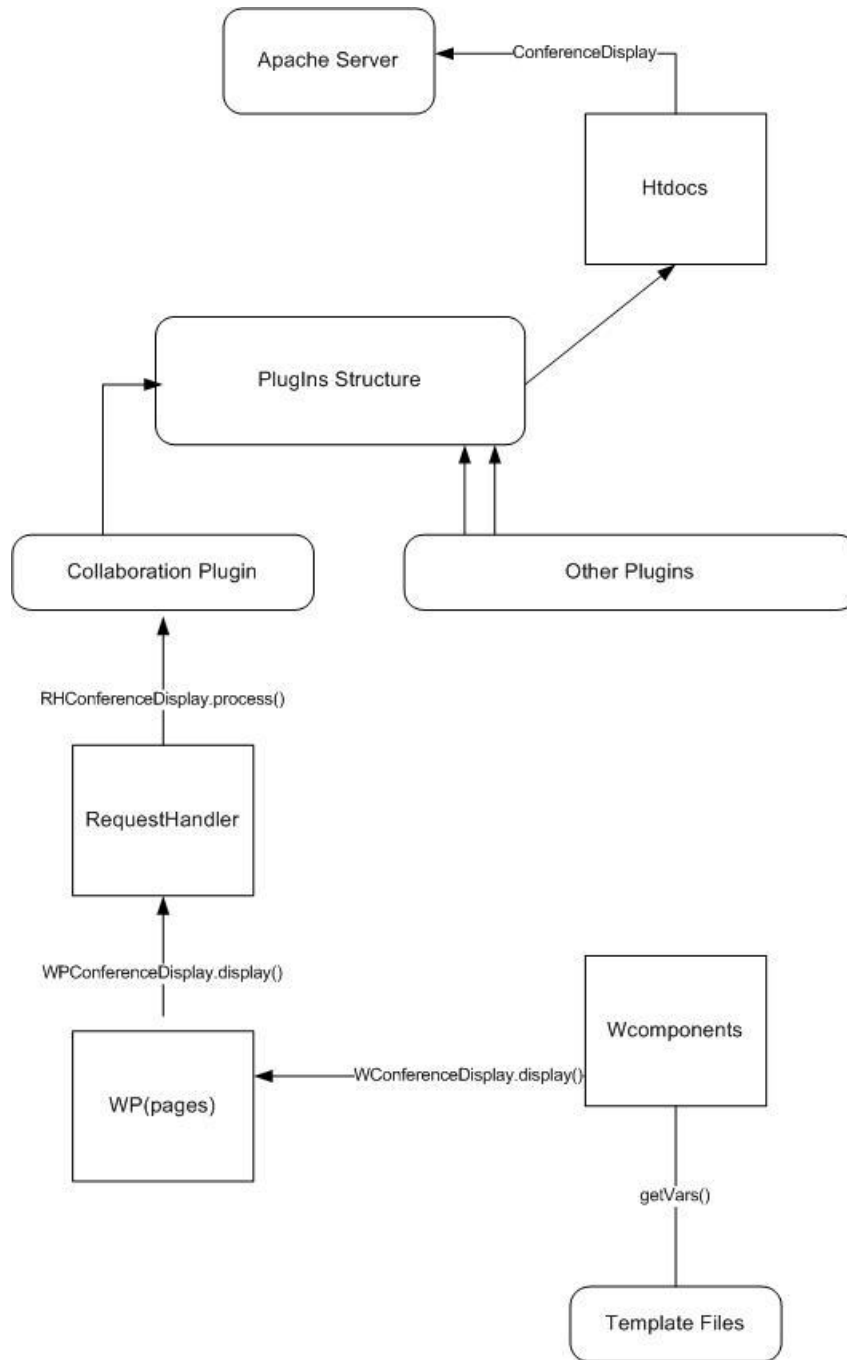 Apache Server
ConferenceDisplay
Htdocs
PlugIns Structure
Collaboration Plugin
Other Plugins
RHConferenceDisplay.process()
RequestHandler
WPConferenceDisplay.display()
Wcomponents
WConferenceDisplay.display()
WP(pages)
getVars()
Template Files